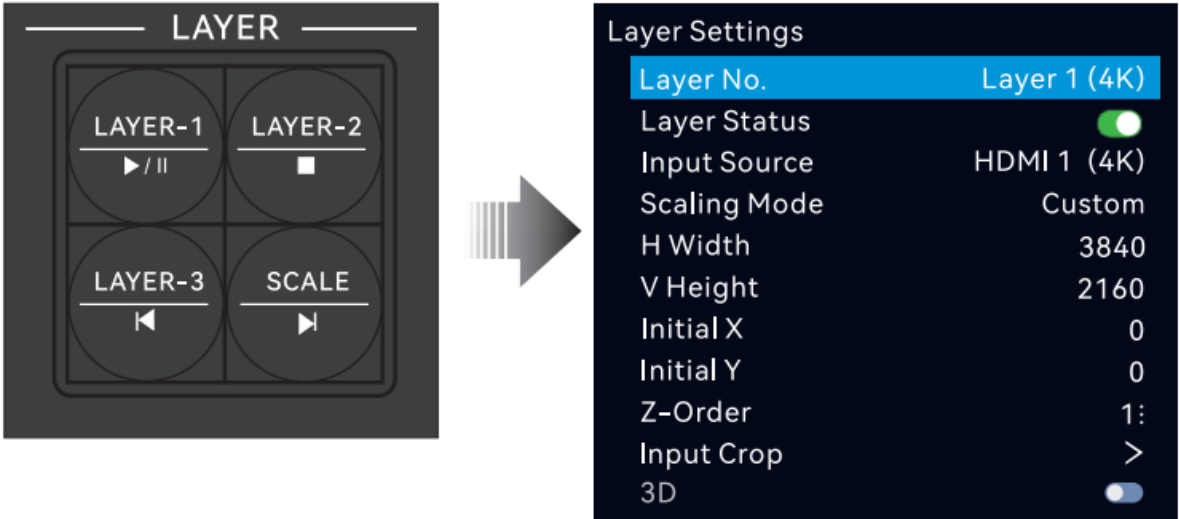 LAYER
LAYER-1 LAYER-2
▶/II ■
LAYER-3 SCALE
Layer Settings
Layer No. Layer 1 (4K)
Layer Status
Input Source HDMI 1 (4K)
Scaling Mode Custom
H Width 3840
V Height 2160
Initial X 0
Initial Y 0
Z-Order 1⋮
Input Crop >
3D